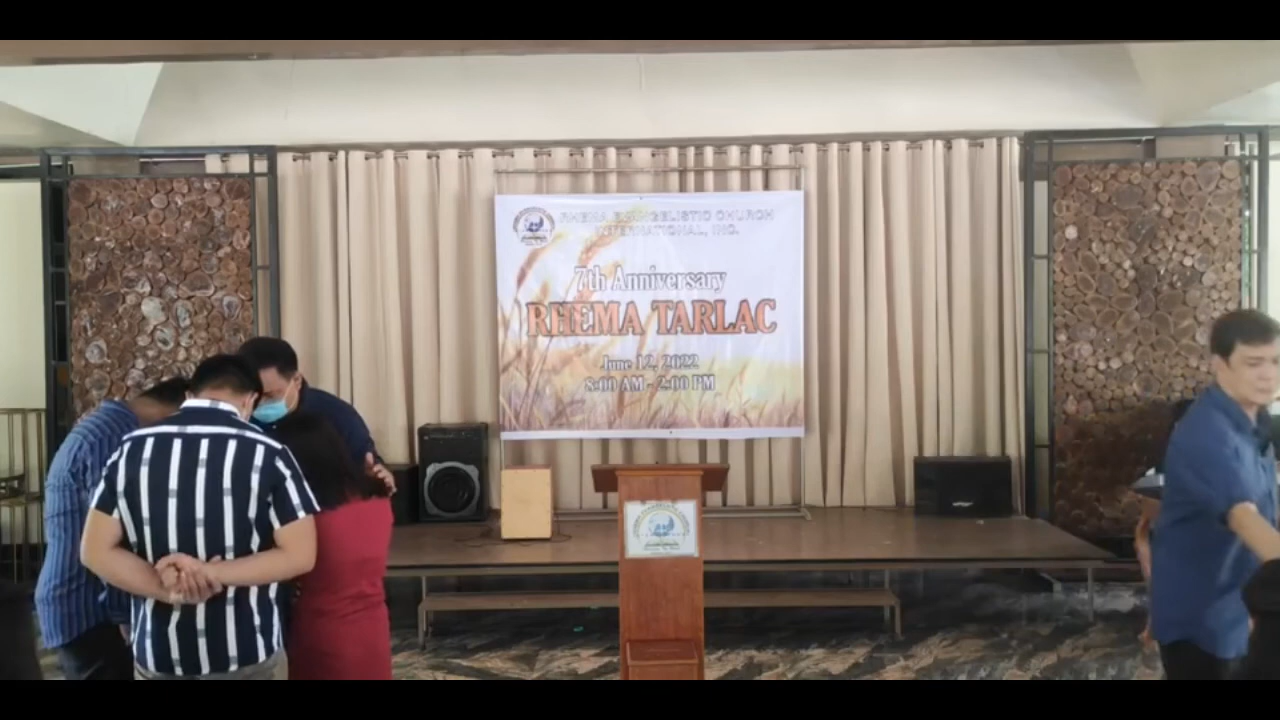 RHEMA EVANGELISTIC CHURCH
INTERNATIONAL, INC.
7th Anniversary
RHEMA TARLAC
June 12, 2022
8:00 AM - 2:00 PM